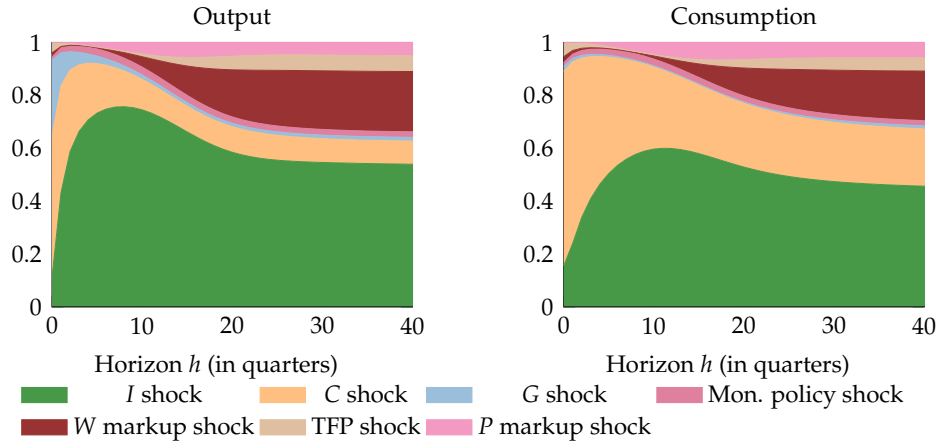 Output
Consumption
1
0.8
0.6
0.4
0.2
0
0 10 20 30 40
Horizon h (in quarters)
1
0.8
0.6
0.4
0.2
0
0 10 20 30 40
Horizon h (in quarters)
I shock C shock G shock Mon. policy shock
W markup shock TFP shock P markup shock